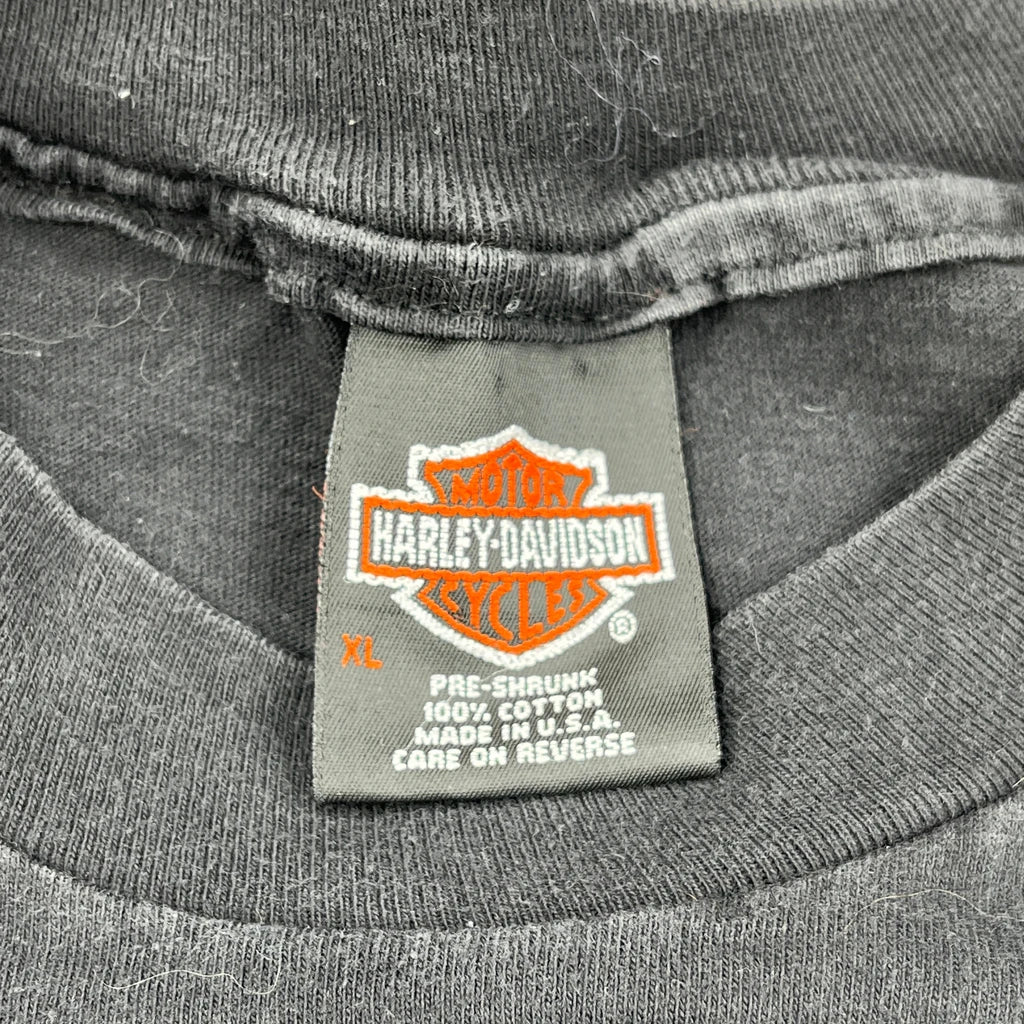 MOTOR
HARLEY-DAVIDSON
CYCLES
®
XL
PRE-SHRUNK
100% COTTON
MADE IN U.S.A.
CARE ON REVERSE